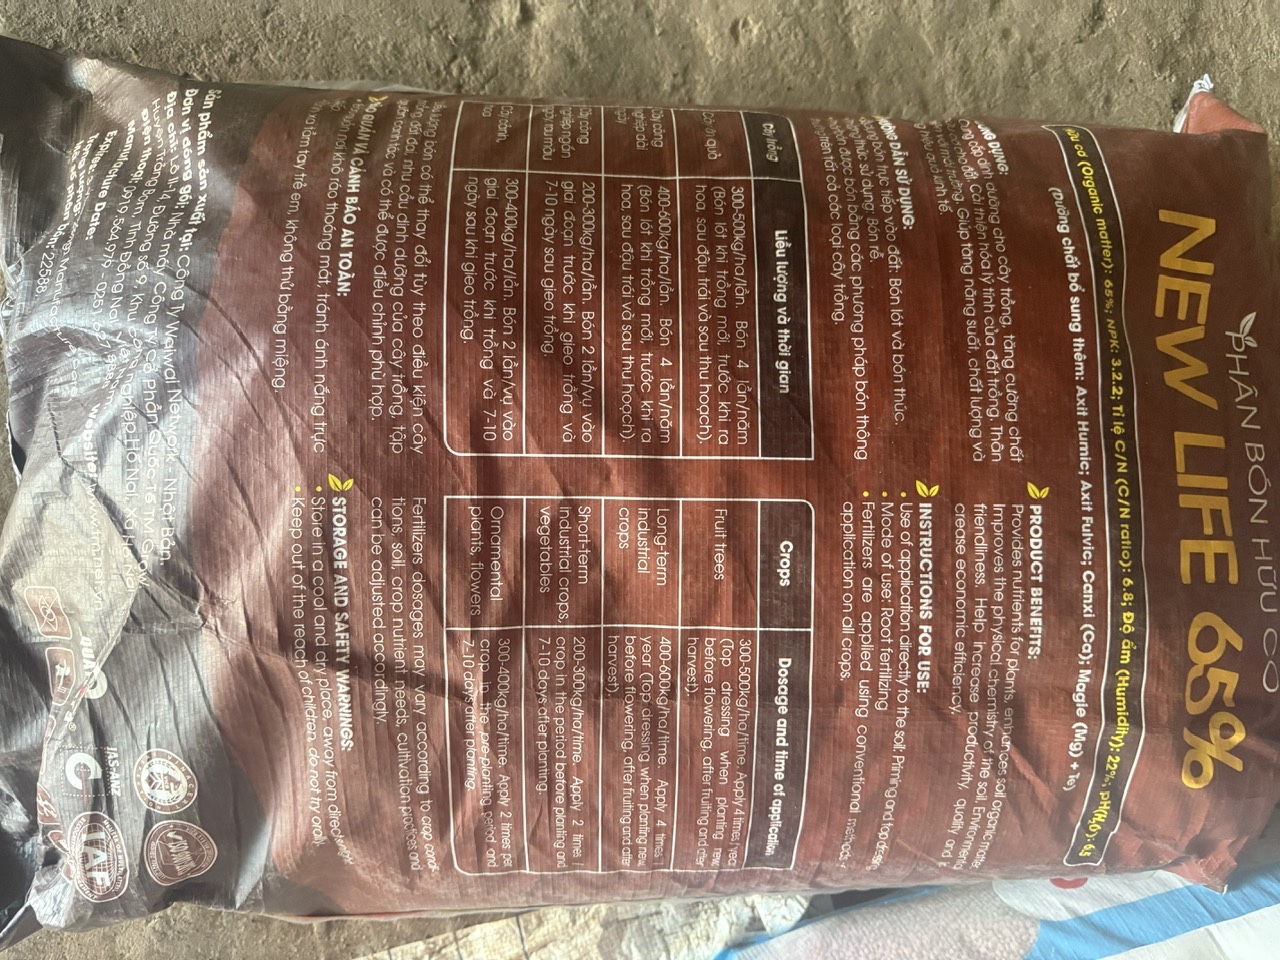 PHÂN BÓN HỮU CƠ
NEW LIFE 65%
Hữu cơ (Organic matter): 65%; NPK: 3.2.2; Tỉ lệ C/N (C/N ratio): 6.8; Độ ẩm (Humidity): 22%; pH(H₂O): 6.5
(Dưỡng chất bổ sung thêm: Axit Humic; Axit Fulvic; Canxi (Ca); Magie (Mg) + Te)
DỤNG:
Cung cấp dinh dưỡng cho cây trồng, tăng cường chất
cơ cho đất. Cải thiện hóa lý tính của đất trồng. Thân
với môi trường. Giúp tăng năng suất, chất lượng và
hiệu quả kinh tế.
DẪN SỬ DỤNG:
bón trực tiếp vào đất: Bón lót và bón thúc.
thức sử dụng: Bón rễ.
bón được bón bằng các phương pháp bón thông
trên tất cả các loại cây trồng.
Cây trồng
Liều lượng và thời gian
Cây ăn quả
300-500kg/ha/lần. Bón 4 lần/năm
(Bón lót khi trồng mới, trước khi ra
hoa, sau đậu trái và sau thu hoạch).
Cây công
nghiệp dài
ngày
400-600kg/ha/lần. Bón 4 lần/năm
(Bón lót khi trồng mới, trước khi ra
hoa, sau đậu trái và sau thu hoạch).
Cây công
nghiệp ngắn
ngày, rau màu
200-300kg/ha/lần. Bón 2 lần/vụ vào
giai đoạn trước khi gieo trồng và
7-10 ngày sau gieo trồng.
Cây cảnh,
hoa
300-400kg/ha/lần. Bón 2 lần/vụ vào
giai đoạn trước khi trồng và 7-10
ngày sau khi gieo trồng.
lượng bón có thể thay đổi tùy theo điều kiện cây
trồng, đất đai, nhu cầu dinh dưỡng của cây trồng, tập
quán canh tác và có thể được điều chỉnh phù hợp.
QUẢN VÀ CẢNH BÁO AN TOÀN:
nơi khô ráo thoáng mát, tránh ánh nắng trực
xa tầm tay trẻ em, không thử bằng miệng.
PRODUCT BENEFITS:
Provides nutrients for plants, enhances soil organic matter
Improves the physical chemistry of the soil, Environmental
friendliness. Help increase productivity, quality and in
crease economic efficiency.
INSTRUCTIONS FOR USE:
• Use of application directly to the soil: Priming and top dressing
• Mode of use: Root fertilizing
• Fertilizers are applied using conventional methods
application on all crops.
Crops
Dosage and time of application
Fruit trees
300-500kg/ha/time. Apply 4 times/year
(Top dressing when planting new,
before flowering, after fruiting and after
harvest).
Long-term
industrial
crops
400-600kg/ha/time. Apply 4 times /
year (Top dressing when planting new,
before flowering, after fruiting and after
harvest).
Short-term
industrial crops,
vegetables
200-300kg/ha/time. Apply 2 times /
crop in the period before planting and
7-10 days after planting.
Ornamental
plants, flowers
300-400kg/ha/time. Apply 2 times per
crop in the pre-planting period and
7-10 days after planting.
Fertilizers dosages may vary according to crop condi-
tions, soil, crop nutrient needs, cultivation practices and
can be adjusted accordingly.
STORAGE AND SAFETY WARNINGS:
• Store in a cool and dry place, away from direct
• Keep out of the reach of children, do not try orally.
Sản phẩm sản xuất tại: Công Ty Waiwai Network - Nhật Bản.
Đơn vị đóng gói: Nhà máy Công Ty Cổ Phần Quốc Tế TM Grow.
Địa chỉ: Lô II-14, Đường số 9, Khu Công nghiệp Hố Nai, Xã Hố Nai
Huyện Trảng Bom, Tỉnh Đồng Nai, Việt Nam
Điện thoại: 0919.564.979 - 0251 Website: www.tm.net.vn
Manufacture Date:
Expires: Manufacture
Trọng lượng:
Mã số phân bón: 22588,
JAS-ANZ
IAF